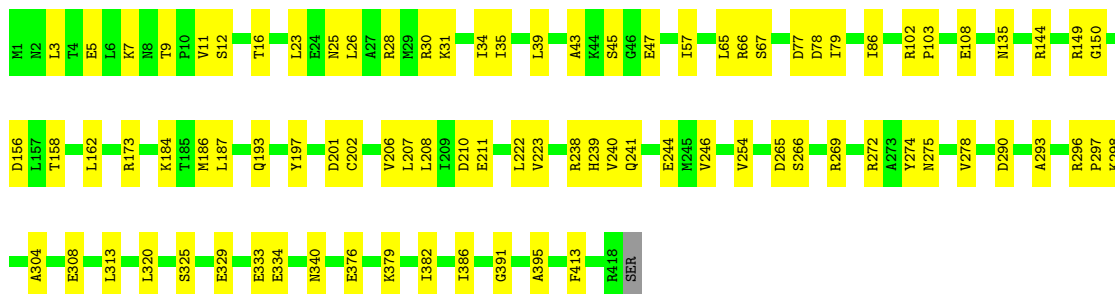 M1 N2 L3 T4 E5 L6 K7 N8 T9 P10 V11 S12 T16 L23 E24 N25 L26 A27 R28 M29 R30 K31 I34 I35 L39 A43 K44 S45 G46 E47 I57 L65 R66 S67 D77 D78 I79 I86 R102 P103 E108 N135 R144 R149 G150
D156 L157 T158 L162 R173 K184 T185 M186 L187 Q193 Y197 D201 C202 V206 L207 L208 I209 D210 E211 L222 V223 R238 H239 V240 Q241 E244 M245 V246 V254 D265 S266 R269 R272 A273 Y274 N275 V278 D290 A293 R296 P297 K298
A304 E308 L313 L320 S325 E329 E333 E334 N340 E376 K379 I382 I386 G391 A395 F413 R418 SER